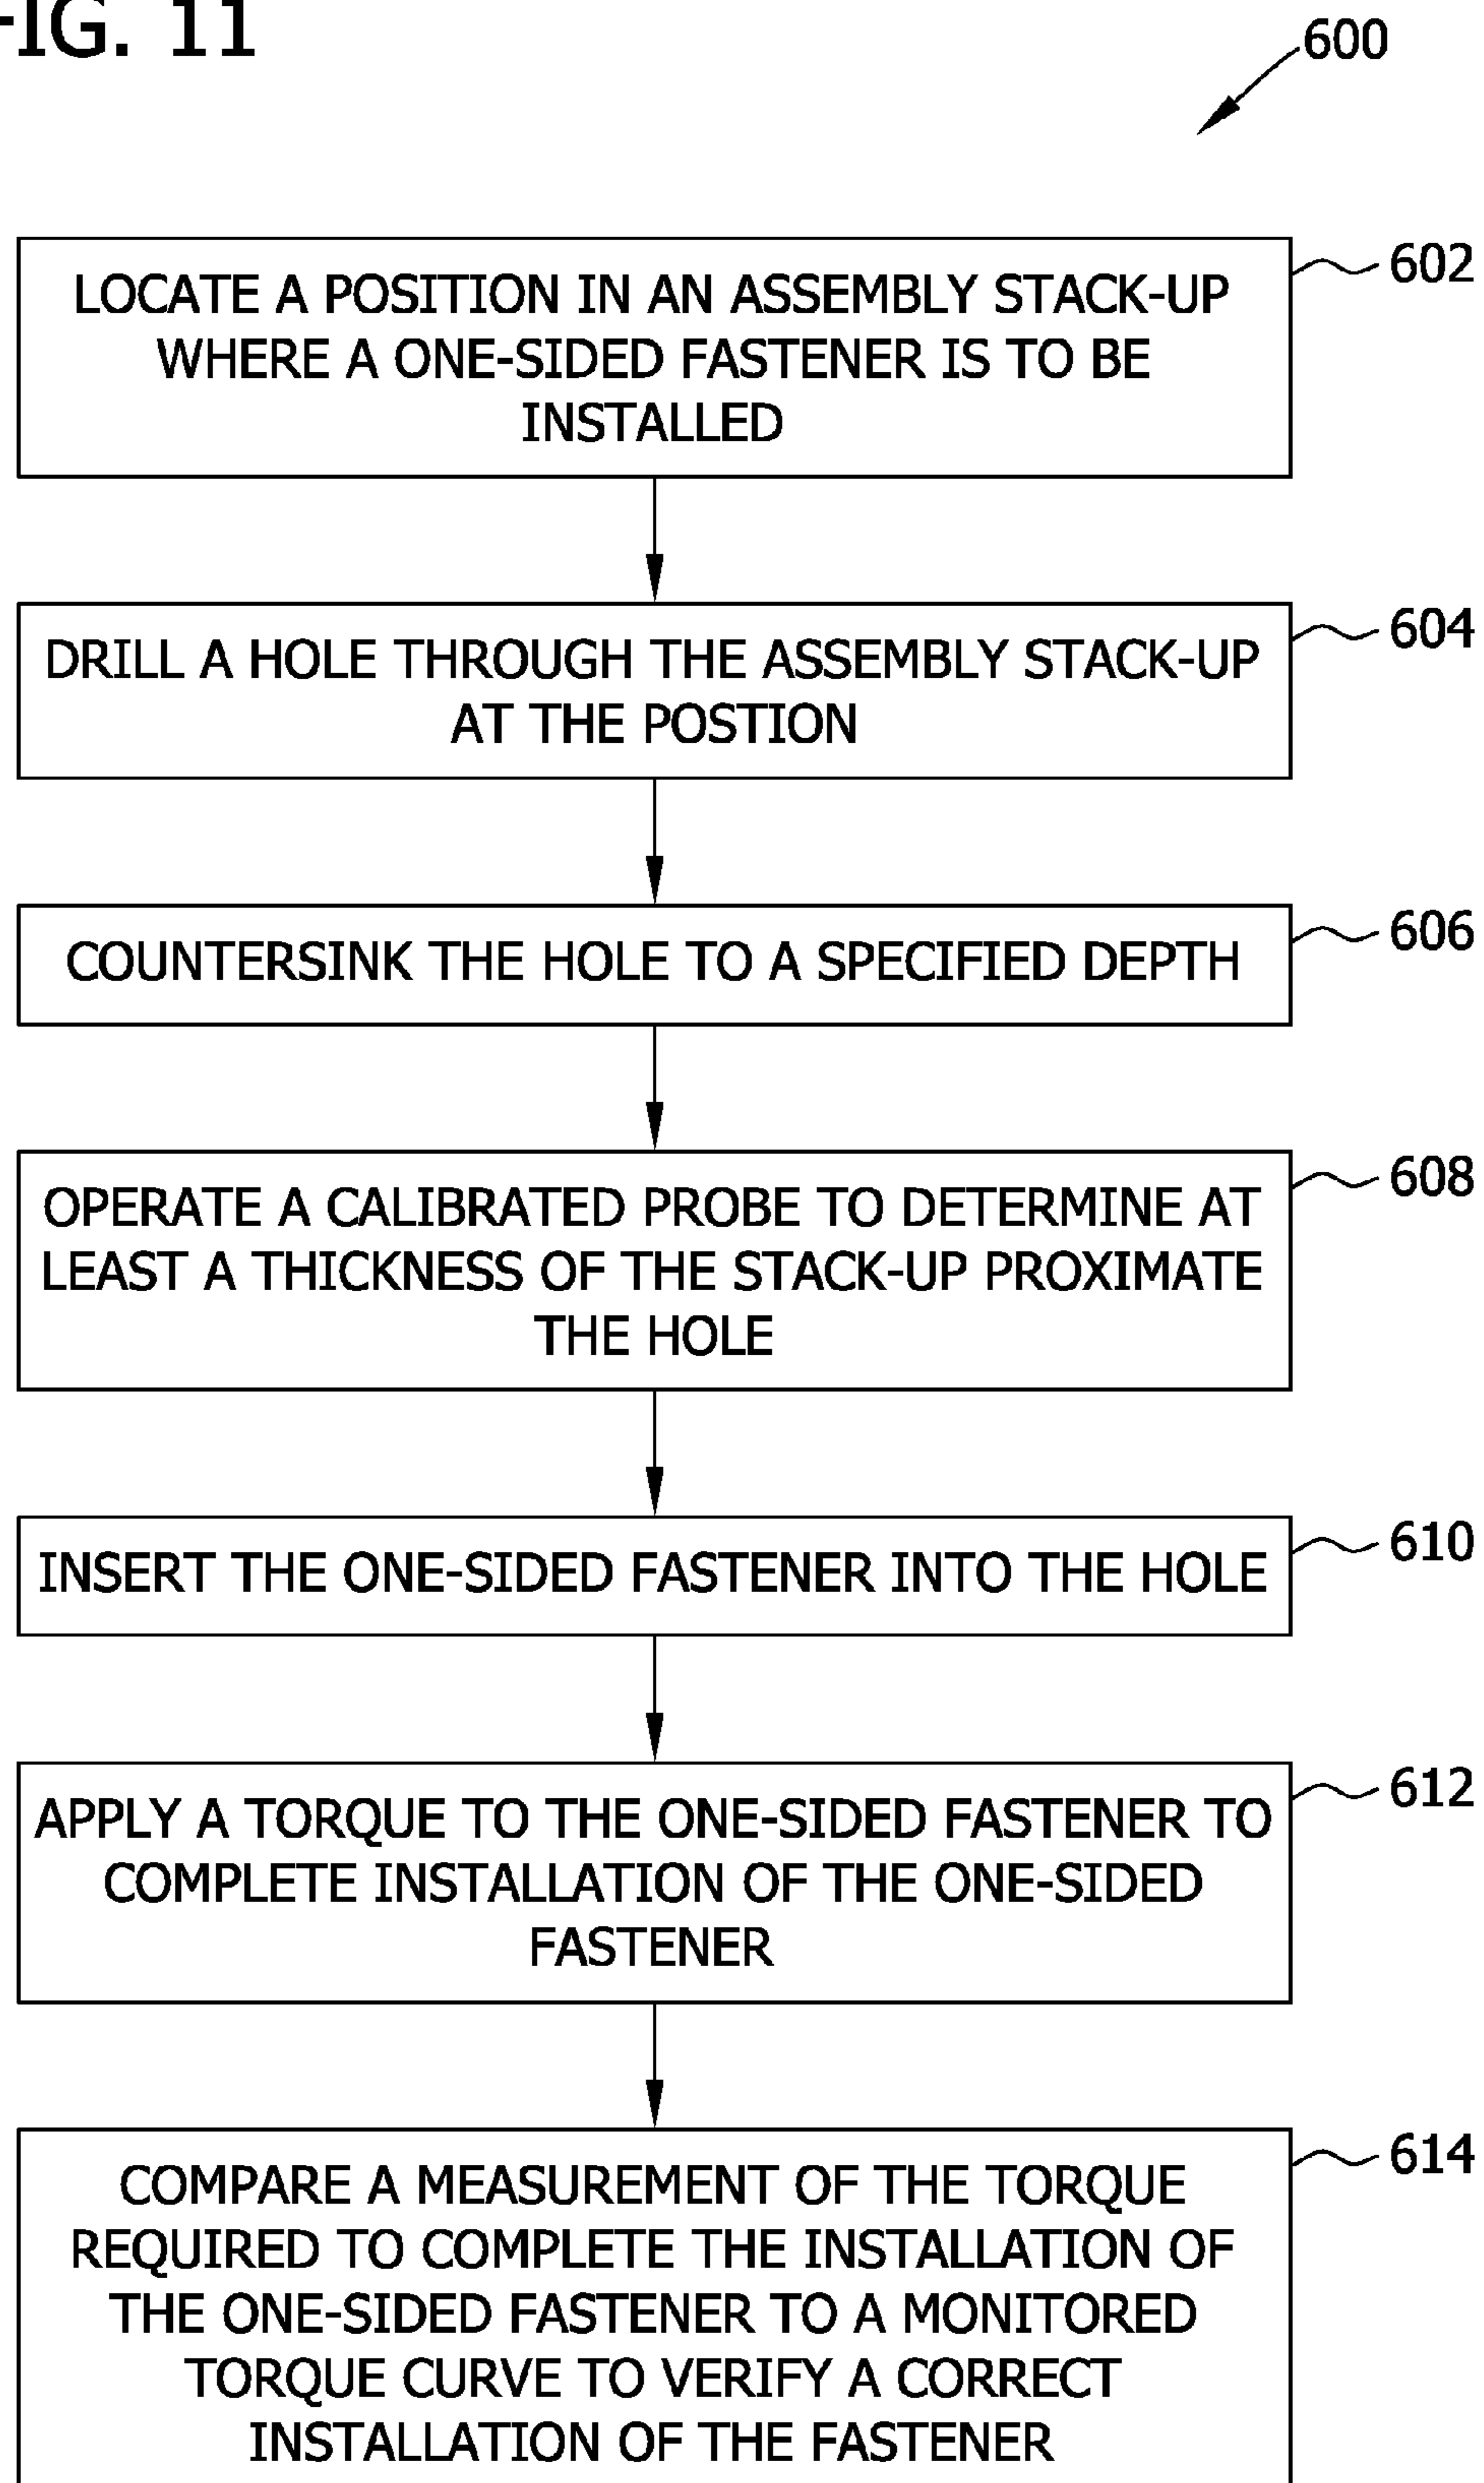 FIG. 11
600
LOCATE A POSITION IN AN ASSEMBLY STACK-UP
WHERE A ONE-SIDED FASTENER IS TO BE
INSTALLED
602
DRILL A HOLE THROUGH THE ASSEMBLY STACK-UP
AT THE POSTION
604
COUNTERSINK THE HOLE TO A SPECIFIED DEPTH
606
OPERATE A CALIBRATED PROBE TO DETERMINE AT
LEAST A THICKNESS OF THE STACK-UP PROXIMATE
THE HOLE
608
INSERT THE ONE-SIDED FASTENER INTO THE HOLE
610
APPLY A TORQUE TO THE ONE-SIDED FASTENER TO
COMPLETE INSTALLATION OF THE ONE-SIDED
FASTENER
612
COMPARE A MEASUREMENT OF THE TORQUE
REQUIRED TO COMPLETE THE INSTALLATION OF
THE ONE-SIDED FASTENER TO A MONITORED
TORQUE CURVE TO VERIFY A CORRECT
INSTALLATION OF THE FASTENER
614